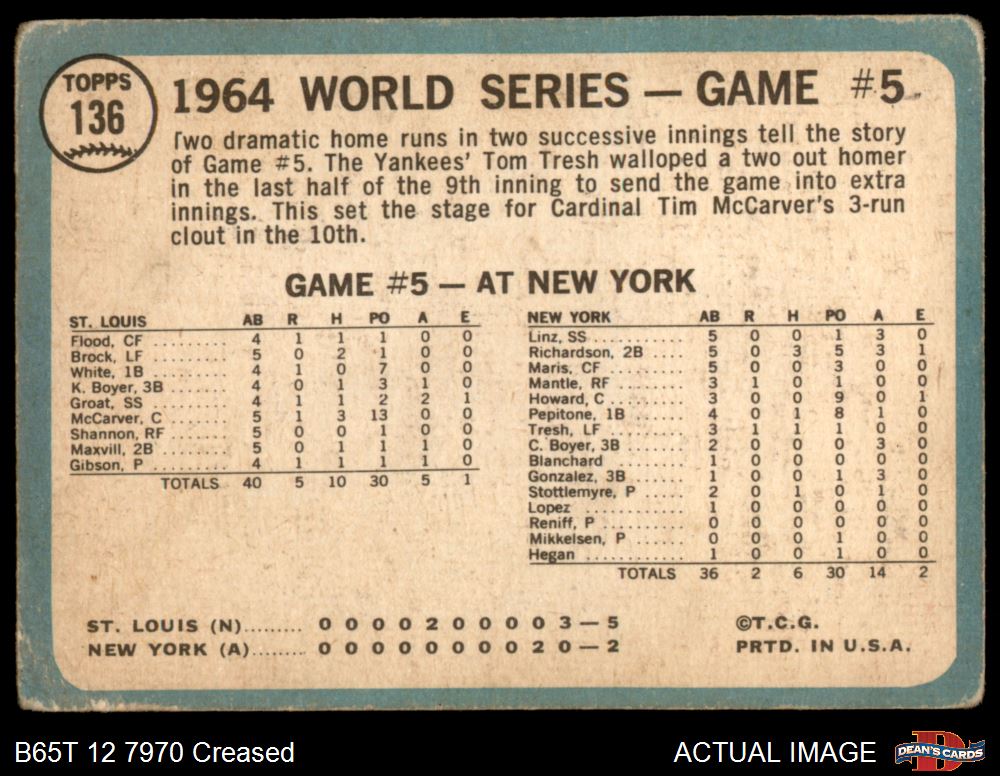 TOPPS
136
1964 WORLD SERIES — GAME #5
Two dramatic home runs in two successive innings tell the story
of Game #5. The Yankees' Tom Tresh walloped a two out homer
in the last half of the 9th inning to send the game into extra
innings. This set the stage for Cardinal Tim McCarver's 3-run
clout in the 10th.
GAME #5 — AT NEW YORK
ST. LOUIS AB R H PO A E
Flood, CF ......... 4 1 1 1 0 0
Brock, LF ......... 5 0 2 1 0 0
White, 1B ......... 4 1 0 7 0 0
K. Boyer, 3B ...... 4 0 1 3 1 0
Groat, SS ......... 4 1 1 2 2 1
McCarver, C ....... 5 1 3 13 0 0
Shannon, RF ....... 5 0 0 1 0 0
Maxvill, 2B ....... 5 0 1 1 1 0
Gibson, P ......... 4 1 1 1 1 0
TOTALS 40 5 10 30 5 1
NEW YORK AB R H PO A E
Linz, SS .......... 5 0 0 1 3 0
Richardson, 2B .... 5 0 3 5 3 1
Maris, CF ......... 5 0 0 3 0 0
Mantle, RF ........ 3 1 0 1 0 0
Howard, C ......... 3 0 0 9 0 1
Pepitone, 1B ...... 4 0 1 8 1 0
Tresh, LF ......... 3 1 1 1 0 0
C. Boyer, 3B ...... 2 0 0 0 3 0
Blanchard ......... 1 0 0 0 0 0
Gonzalez, 3B ...... 1 0 0 1 3 0
Stottlemyre, P .... 2 0 1 0 1 0
Lopez ............. 1 0 0 0 0 0
Reniff, P ......... 0 0 0 0 0 0
Mikkelsen, P ...... 0 0 0 1 0 0
Hegan ............. 1 0 0 1 0 0
TOTALS 36 2 6 30 14 2
ST. LOUIS (N)......... 0 0 0 0 2 0 0 0 0 3 — 5
NEW YORK (A)........ 0 0 0 0 0 0 0 0 2 0 — 2
©T.C.G.
PRTD. IN U.S.A.
B65T 12 7970 Creased
ACTUAL IMAGE
DEAN'S CARDS